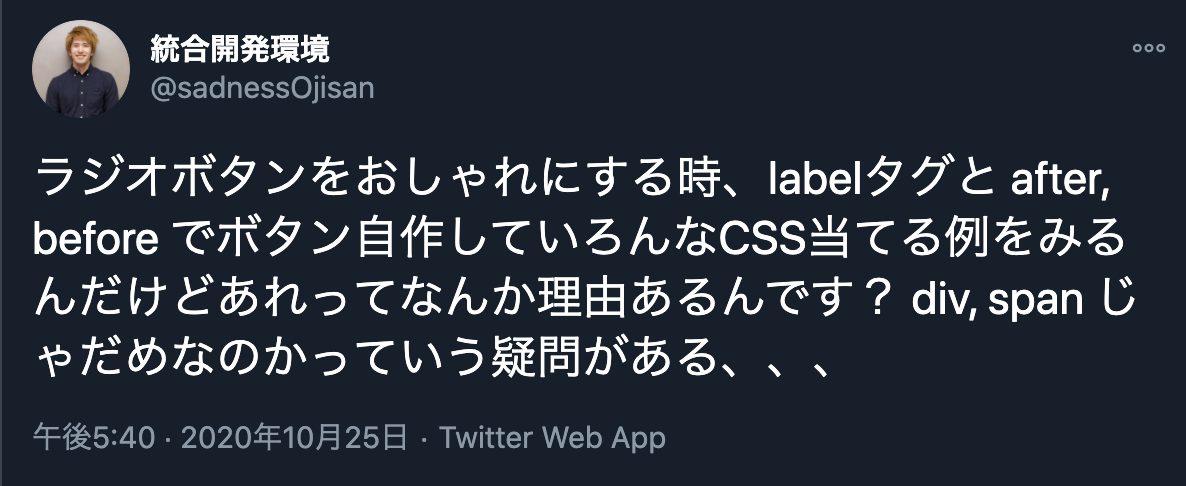 統合開発環境
@sadnessOjisan
ラジオボタンをおしゃれにする時、labelタグと after,
before でボタン自作していろんなCSS当てる例をみる
んだけどあれってなんか理由あるんです？ div, span じ
ゃだめなのかっていう疑問がある、、、
午後5:40 · 2020年10月25日 · Twitter Web App